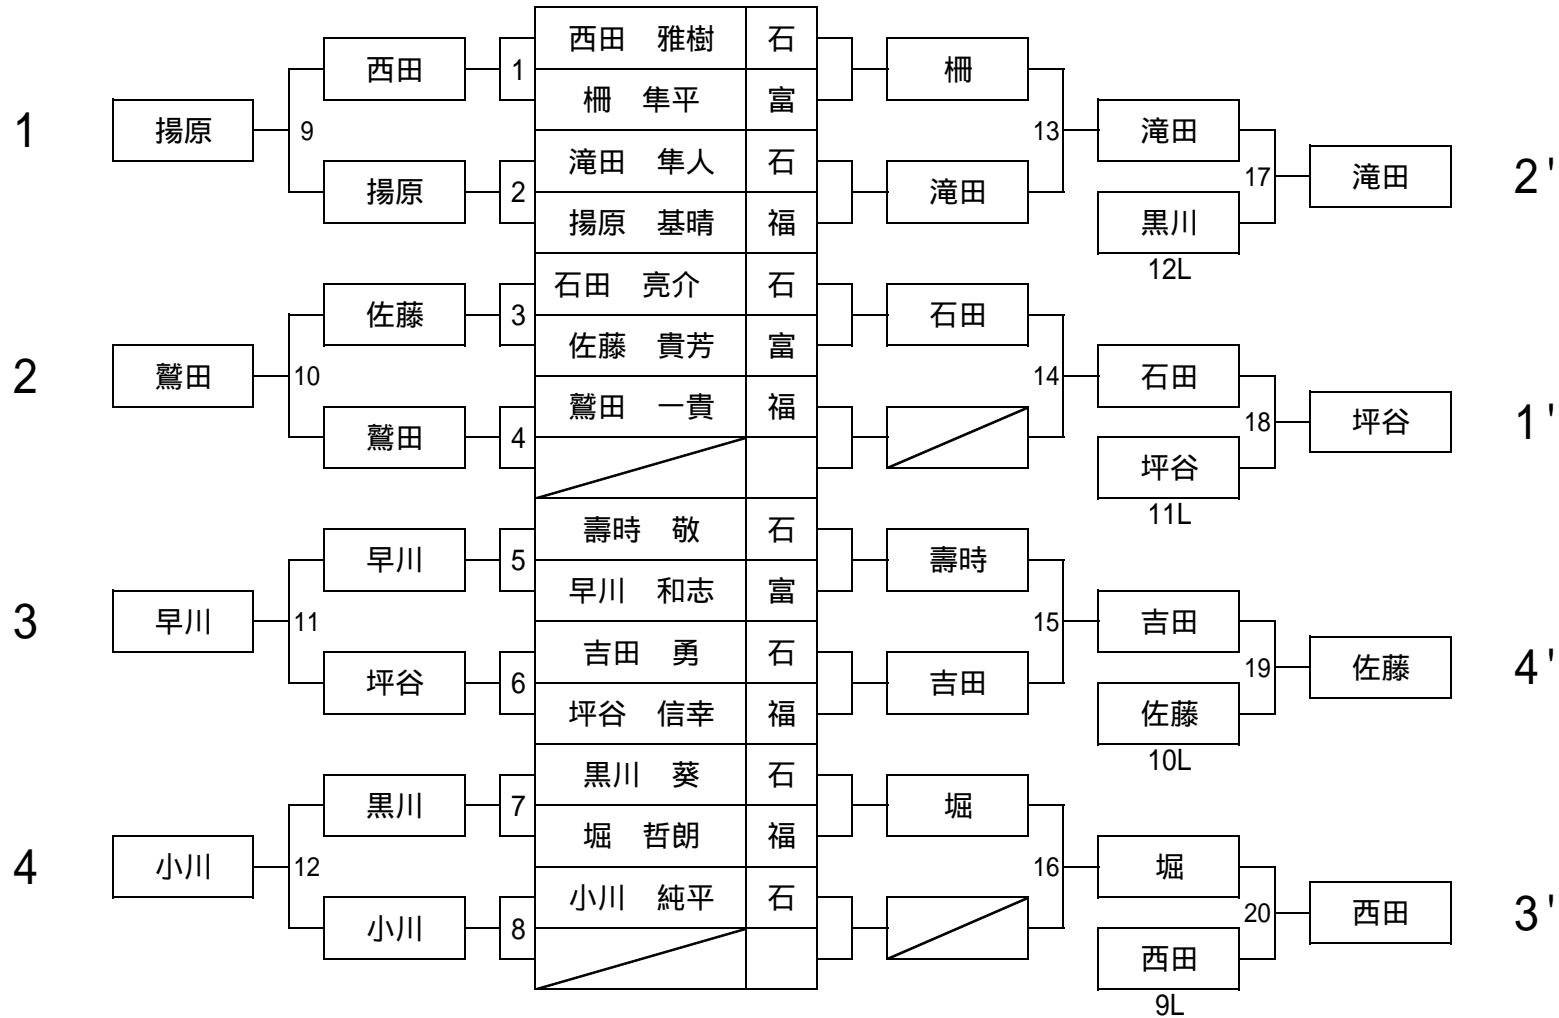 西田 雅樹 石
西田 1 柵
柵 隼平 富
1 揚原 9 13 滝田
滝田 隼人 石
揚原 2 滝田 17 滝田 2'
揚原 基晴 福 黒川
12L
石田 亮介 石
佐藤 3 石田
佐藤 貴芳 富
2 鷲田 10 14 石田
鷲田 一貴 福
鷲田 4 18 坪谷 1'
坪谷
11L
壽時 敬 石
早川 5 壽時
早川 和志 富
3 早川 11 15 吉田
吉田 勇 石
坪谷 6 吉田 19 佐藤 4'
坪谷 信幸 福 佐藤
10L
黒川 葵 石
黒川 7 堀
堀 哲朗 福
4 小川 12 16 堀
小川 純平 石
小川 8 20 西田 3'
西田
9L